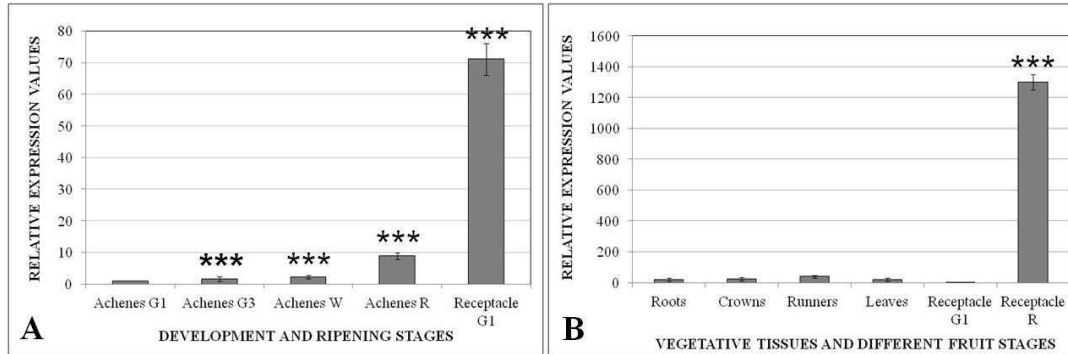 RELATIVE EXPRESSION VALUES
80
70
60
50
40
30
20
10
0
***
***
***
***
Achenes G1
Achenes G3
Achenes W
Achenes R
Receptacle
G1
DEVELOPMENT AND RIPENING STAGES
A
RELATIVE EXPRESSION VALUES
1600
1400
1200
1000
800
600
400
200
0
***
Roots
Crowns
Runners
Leaves
Receptacle
G1
Receptacle
R
VEGETATIVE TISSUES AND DIFFERENT FRUIT STAGES
B